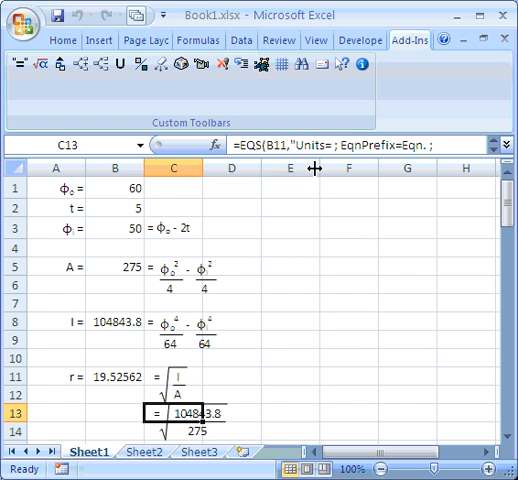 Book1.xlsx - Microsoft Excel
Home Insert Page Layc Formulas Data Review View Develope Add-Ins
Custom Toolbars
C13 fx =EQS(B11,"Units= ; EqnPrefix=Eqn. ;
A B C D E F G H
1 ϕo = 60
2 t = 5
3 ϕi = 50 = ϕo - 2t
4
5 A = 275 = ϕo² - ϕi²
6 4 4
7
8 I = 104843.8 = ϕo⁴ - ϕi⁴
9 64 64
10
11 r = 19.52562 = √ I
12 A
13 = √ 104843.8
14 275
Sheet1 Sheet2 Sheet3
Ready 100%